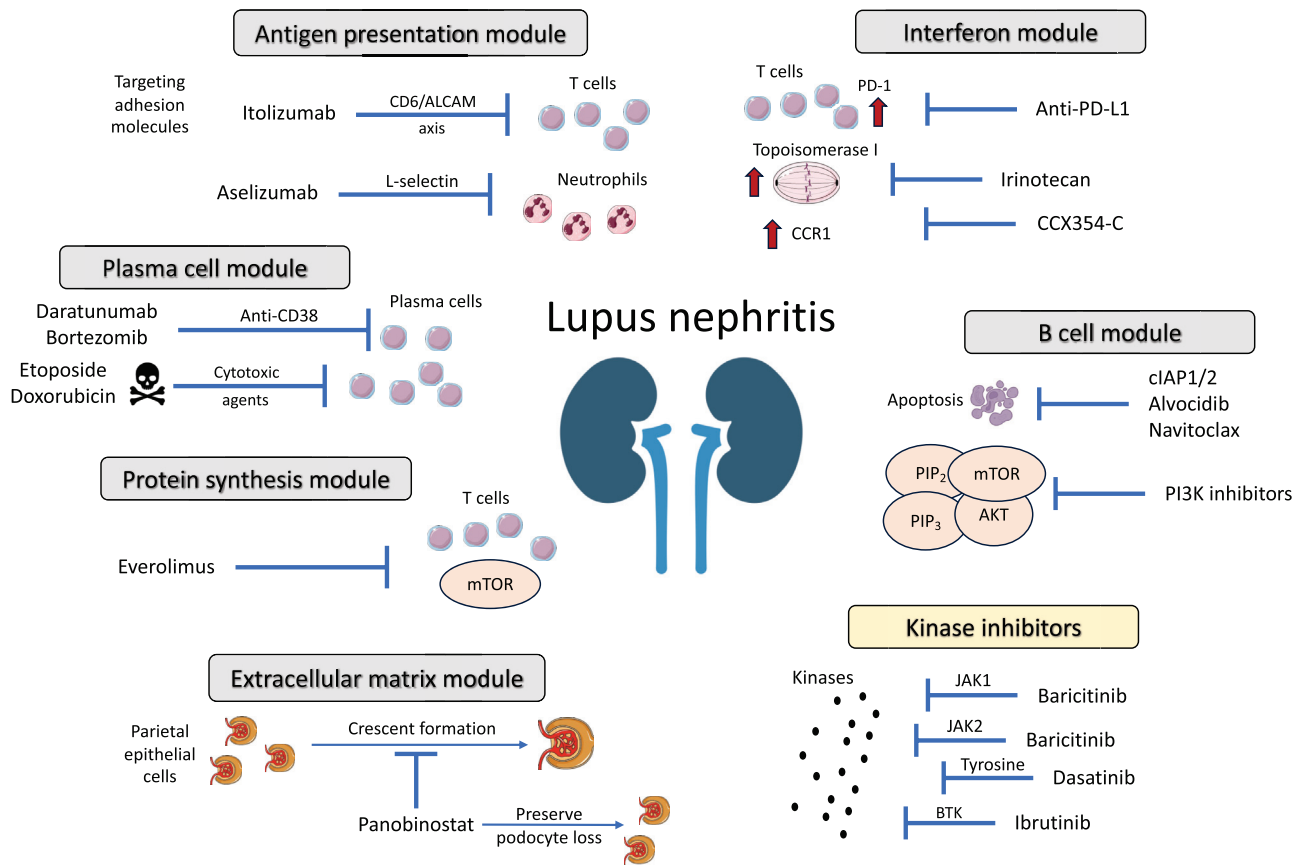 Antigen presentation module
Targeting
adhesion
molecules
Itolizumab
CD6/ALCAM
axis
T cells
Aselizumab
L-selectin
Neutrophils
Interferon module
T cells
PD-1
Anti-PD-L1
Topoisomerase I
Irinotecan
CCR1
CCX354-C
Plasma cell module
Daratunumab
Bortezomib
Anti-CD38
Plasma cells
Etoposide
Doxorubicin
Cytotoxic
agents
Lupus nephritis
B cell module
Apoptosis
cIAP1/2
Alvocidib
Navitoclax
PIP2
mTOR
PIP3
AKT
PI3K inhibitors
Protein synthesis module
T cells
Everolimus
mTOR
Kinase inhibitors
Kinases
JAK1
Baricitinib
JAK2
Baricitinib
Tyrosine
Dasatinib
BTK
Ibrutinib
Extracellular matrix module
Parietal
epithelial
cells
Crescent formation
Panobinostat
Preserve
podocyte loss